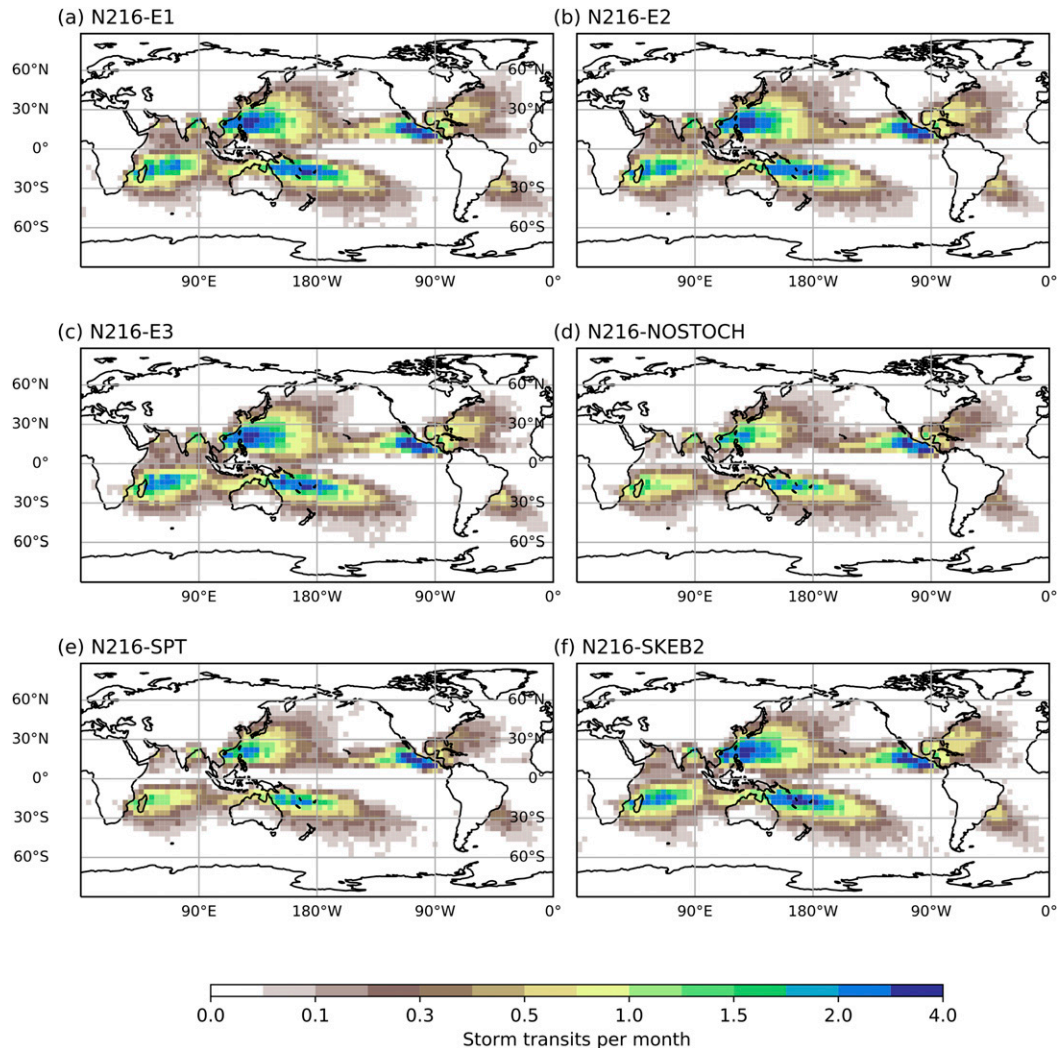 (a) N216-E1
(b) N216-E2
60°N
60°N
30°N
30°N
0°
0°
30°S
30°S
60°S
60°S
90°E
180°W
90°W
0°
90°E
180°W
90°W
0°
(c) N216-E3
(d) N216-NOSTOCH
60°N
60°N
30°N
30°N
0°
0°
30°S
30°S
60°S
60°S
90°E
180°W
90°W
0°
90°E
180°W
90°W
0°
(e) N216-SPT
(f) N216-SKEB2
60°N
60°N
30°N
30°N
0°
0°
30°S
30°S
60°S
60°S
90°E
180°W
90°W
0°
90°E
180°W
90°W
0°
0.0 0.1 0.3 0.5 1.0 1.5 2.0 4.0
Storm transits per month